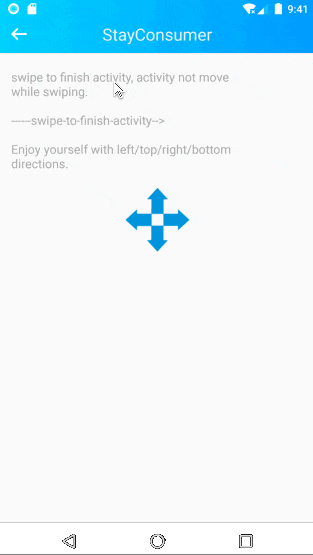 9:41
StayConsumer
swipe to finish activity, activity not move
while swiping.
-----swipe-to-finish-activity-->
Enjoy yourself with left/top/right/bottom
directions.